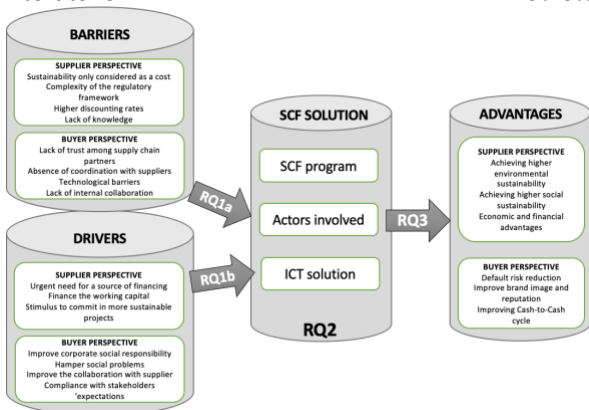 BARRIERS
SUPPLIER PERSPECTIVE
Sustainability only considered as a cost
Complexity of the regulatory
framework
Higher discounting rates
Lack of knowledge
BUYER PERSPECTIVE
Lack of trust among supply chain
partners
Absence of coordination with suppliers
Technological barriers
Lack of internal collaboration
DRIVERS
SUPPLIER PERSPECTIVE
Urgent need for a source of financing
Finance the working capital
Stimulus to commit in more sustainable
projects
BUYER PERSPECTIVE
Improve corporate social responsibility
Hamper social problems
Improve the collaboration with supplier
Compliance with stakeholders
'expectations
RQ1a
RQ1b
SCF SOLUTION
SCF program
Actors involved
ICT solution
RQ2
RQ3
ADVANTAGES
SUPPLIER PERSPECTIVE
Achieving higher
environmental
sustainability
Achieving higher social
sustainability
Economic and financial
advantages
BUYER PERSPECTIVE
Default risk reduction
Improve brand image and
reputation
Improving Cash-to-Cash
cycle